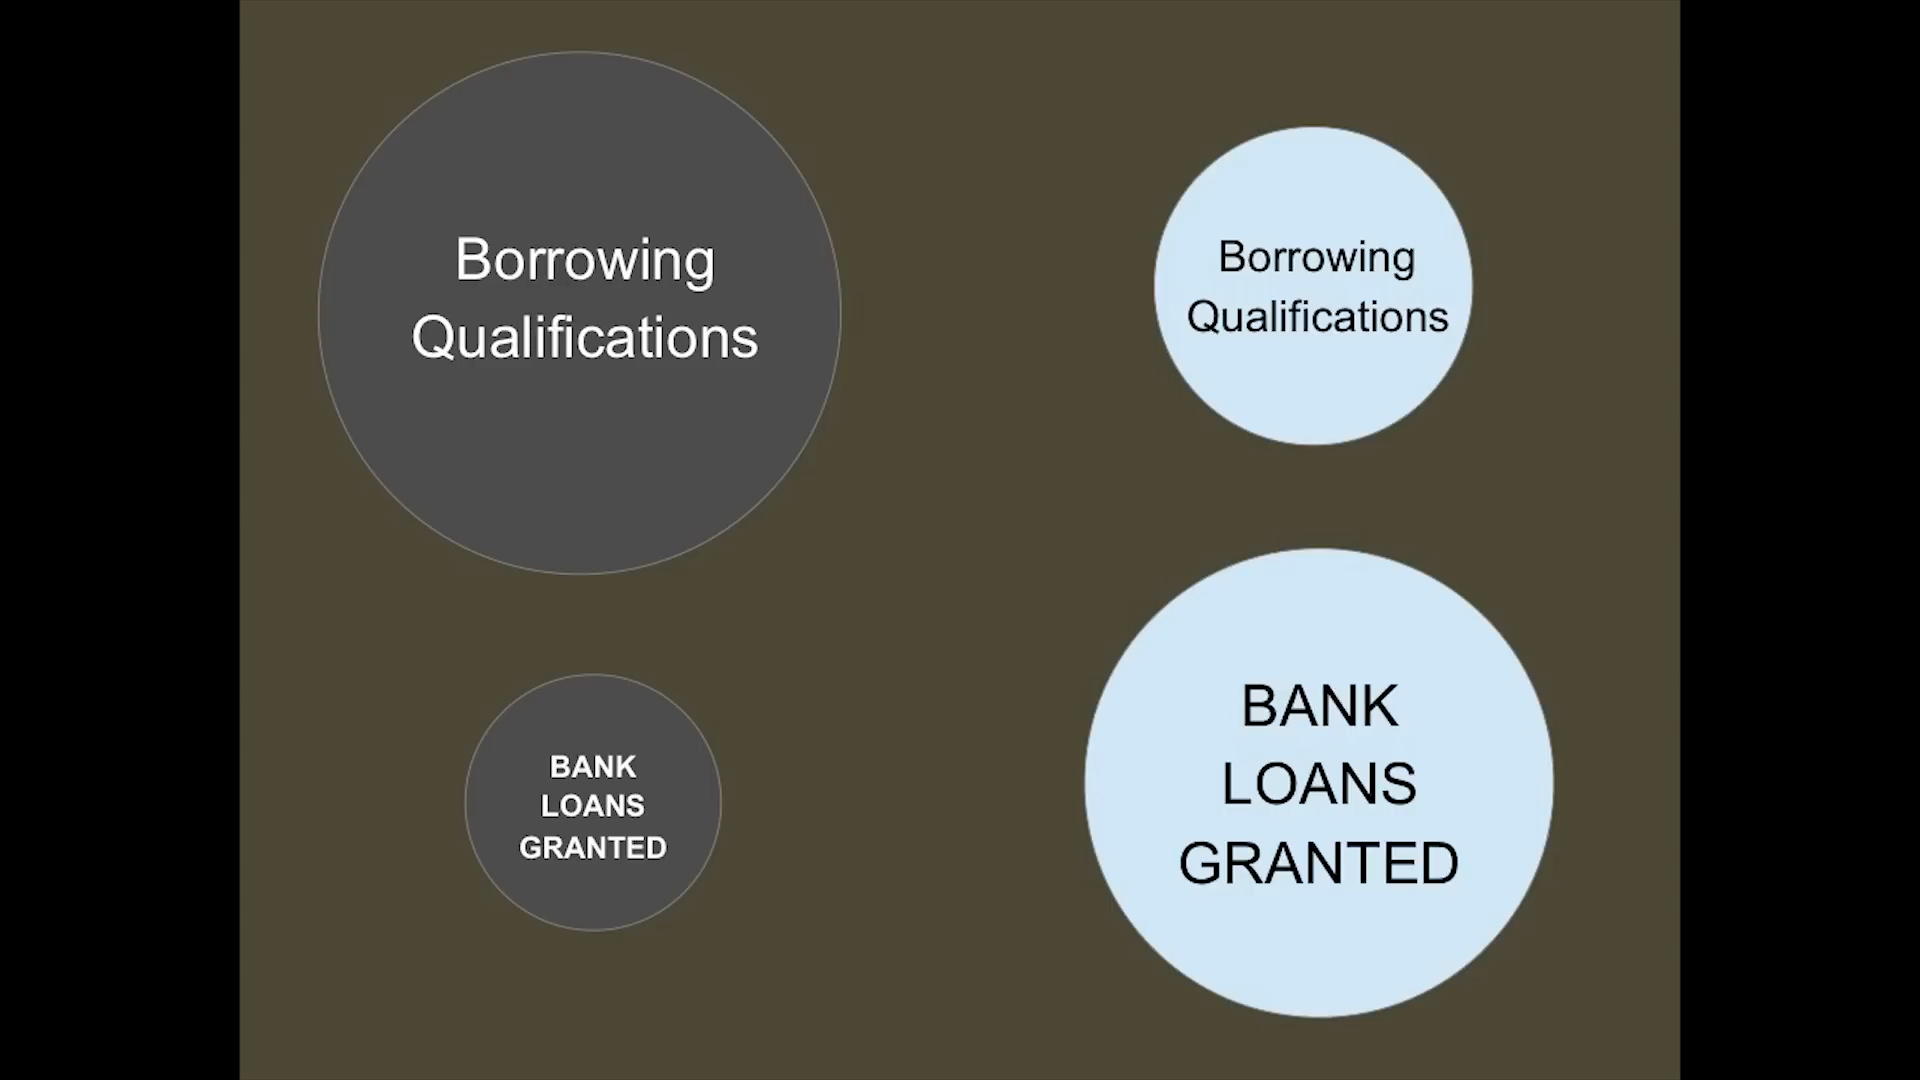 Borrowing
Qualifications
Borrowing
Qualifications
BANK
LOANS
GRANTED
BANK
LOANS
GRANTED